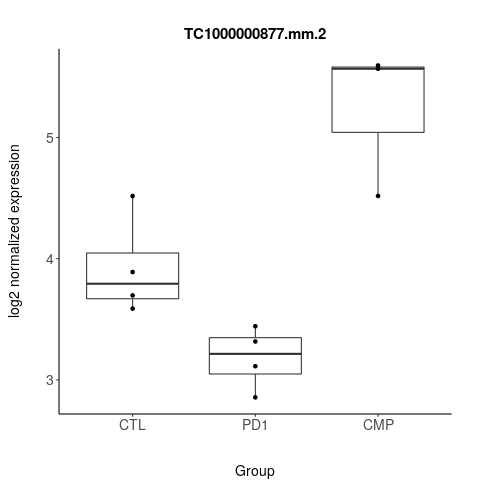 TC1000000877.mm.2
log2 normalized expression
5
4
3
CTL PD1 CMP
Group